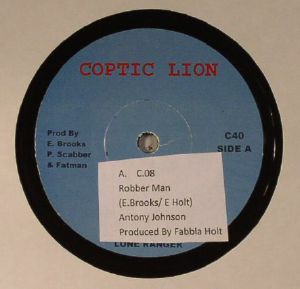 COPTIC LION
Prod By
E. Brooks
P. Scabber
& Fatman
C40
SIDE A
A. C.08
Robber Man
(E.Brooks/ E Holt)
Antony Johnson
Produced By Fabbla Holt
LONE RANGER